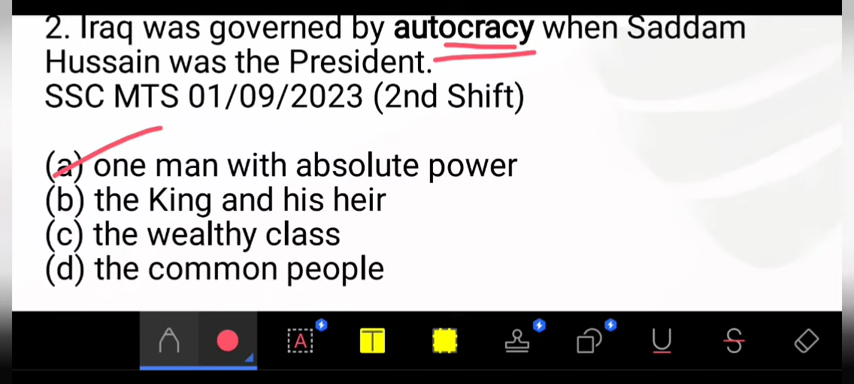 2. Iraq was governed by autocracy when Saddam
Hussain was the President.
SSC MTS 01/09/2023 (2nd Shift)
(a) one man with absolute power
(b) the King and his heir
(c) the wealthy class
(d) the common people
A
T
U
S